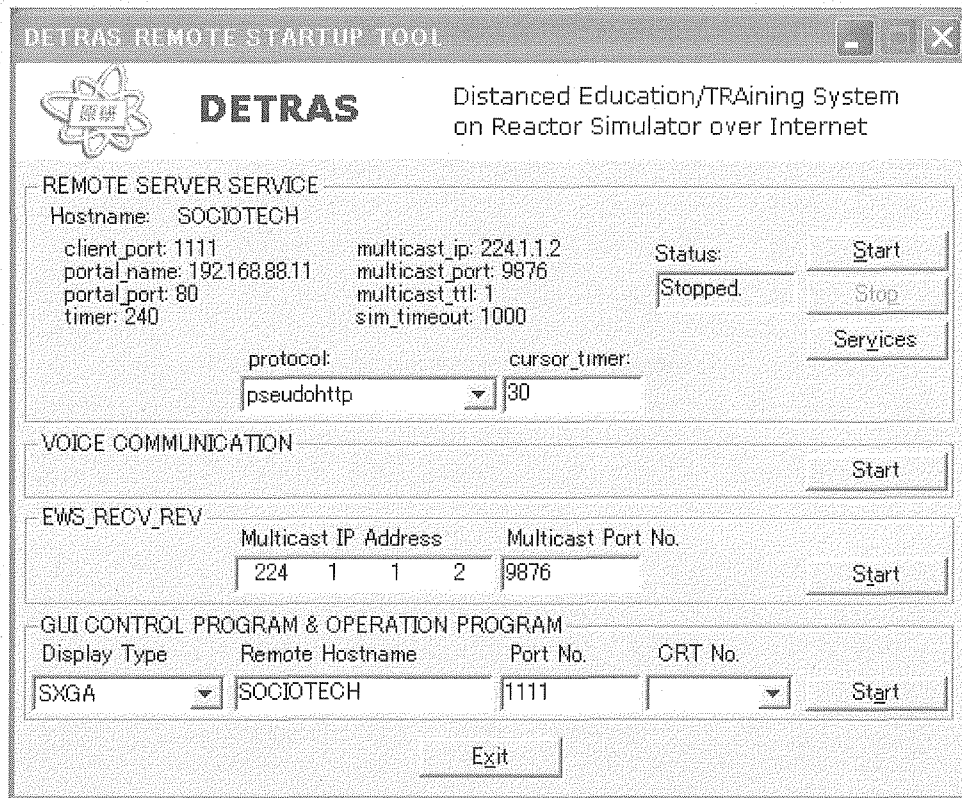 DETRAS REMOTE STARTUP TOOL
原研
DETRAS
Distanced Education/TRAining System
on Reactor Simulator over Internet
REMOTE SERVER SERVICE
Hostname: SOCIOTECH
client_port: 1111
portal_name: 192.168.88.11
portal_port: 80
timer: 240
multicast_ip: 224.1.1.2
multicast_port: 9876
multicast_ttl: 1
sim_timeout: 1000
Status:
Stopped.
Start
Stop
Services
protocol:
pseudohttp
cursor_timer:
30
VOICE COMMUNICATION
Start
EWS_RECV_REV
Multicast IP Address
224 1 1 2
Multicast Port No.
9876
Start
GUI CONTROL PROGRAM & OPERATION PROGRAM
Display Type Remote Hostname Port No. CRT No.
SXGA SOCIOTECH 1111 Start
Exit